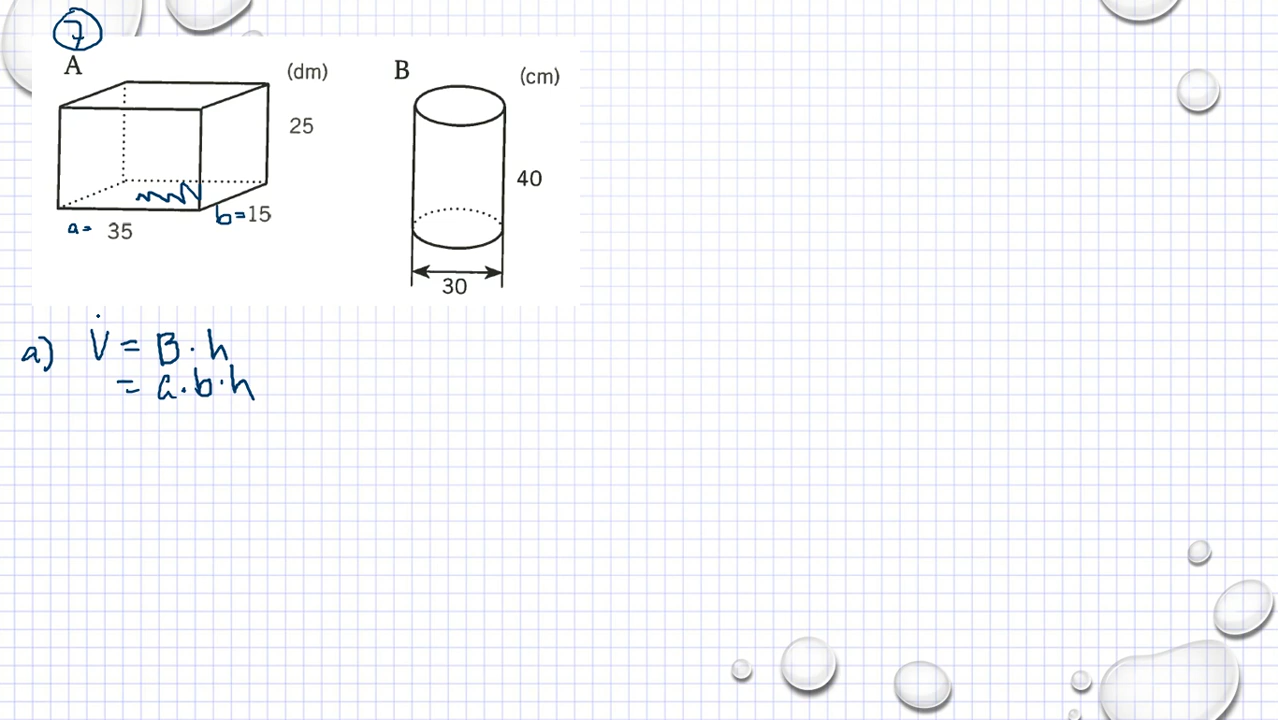 7
A (dm) B (cm)
25
40
a= 35 b=15
30
a) V = B · h
= a · b · h